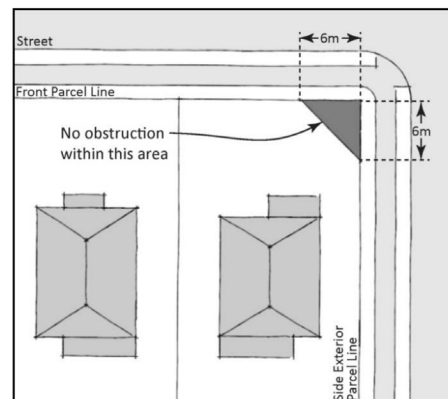 6m
Street
Front Parcel Line
No obstruction
within this area
6m
Side Exterior
Parcel Line